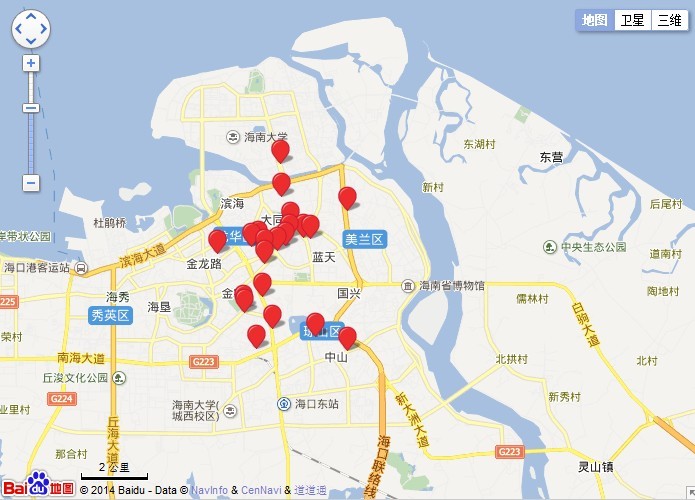 地图 卫星 三维
海南大学
东湖村
东营
新村
滨海
大同
后尾村
杜鹃桥
岸带状公园
美兰区
中央生态公园
道南村
滨海大道
蓝天
海口港客运站
金龙路
海南省博物馆
陶地村
海秀
国兴
儒林村
G225
海垦
白驹大道
秀英区
荣村
中山
南海大道
G223
北拱村
北村
丘浚文化公园
G224
新秀村
业里村
海南大学(
城西校区)
海口东站
新大洲大道
丘海大道
那合村
海口联络线
G223
灵山镇
2 公里
Bai du 地图 © 2014 Baidu - Data © NavInfo & CenNavi & 道道通